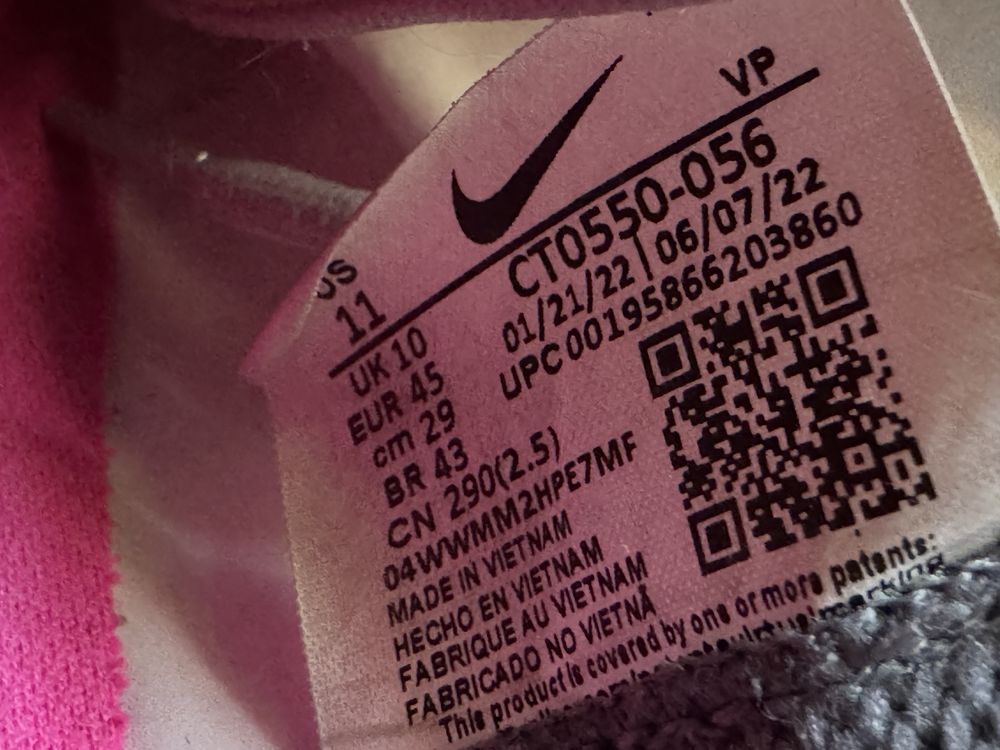 VP
US
11
CT0550-056
01/21/22 | 06/07/22
UPC 00195866203860
UK 10
EUR 45
cm 29
BR 43
CN 290(2.5)
04WWMM2HPE7MF
MADE IN VIETNAM
HECHO EN VIETNAM
FABRIQUE AU VIETNAM
FABRICADO NO VIETNÃ
This product is covered by one or more patents:
marking